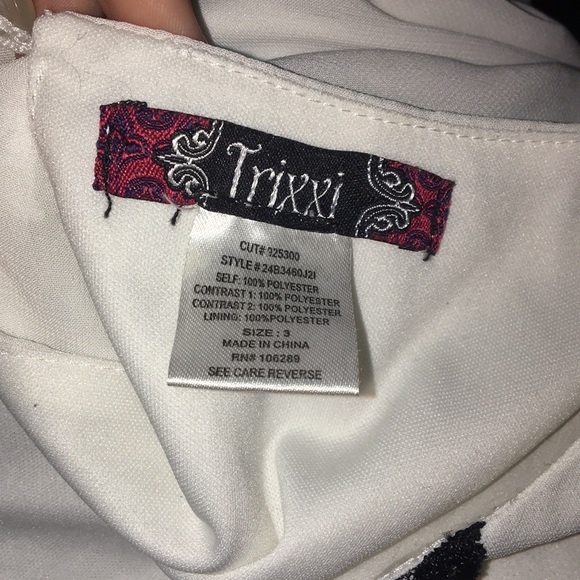 Trixxi
CUT# 925300
STYLE # 24B3460J2I
SELF: 100% POLYESTER
CONTRAST 1: 100% POLYESTER
CONTRAST 2: 100% POLYESTER
LINING: 100%POLYESTER
SIZE : 3
MADE IN CHINA
RN# 106289
SEE CARE REVERSE